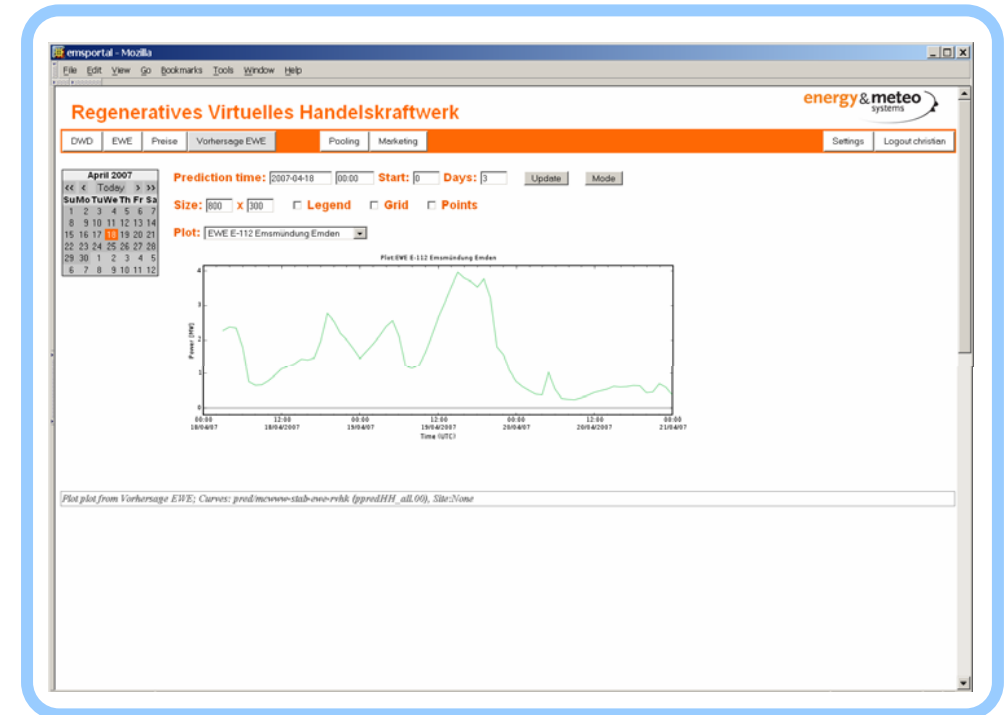 emsportal - Mozilla
File Edit View Go Bookmarks Tools Window Help
Regeneratives Virtuelles Handelskraftwerk
energy & meteo
systems
DWD EWE Preise Vorhersage EWE Pooling Marketing Settings Logout christian
April 2007
<< < Today > >>
Su Mo Tu We Th Fr Sa
1 2 3 4 5 6 7
8 9 10 11 12 13 14
15 16 17 18 19 20 21
22 23 24 25 26 27 28
29 30 1 2 3 4 5
6 7 8 9 10 11 12
Prediction time: 2007-04-18 00:00 Start: 0 Days: 3 Update Mode
Size: 800 x 300 Legend Grid Points
Plot: EWE E-112 Emsmündung Emden
Plot:EWE E-112 Emsmündung Emden
4
3
2
1
0
Power [MW]
00:00 12:00 00:00 12:00 00:00 12:00 00:00
18/04/07 18/04/2007 19/04/07 19/04/2007 20/04/07 20/04/2007 21/04/07
Time (UTC)
Plot plot from Vorhersage EWE; Curves: pred/mcwww-stab-ewe-rvhk (ppredHH_all.00), Site:None